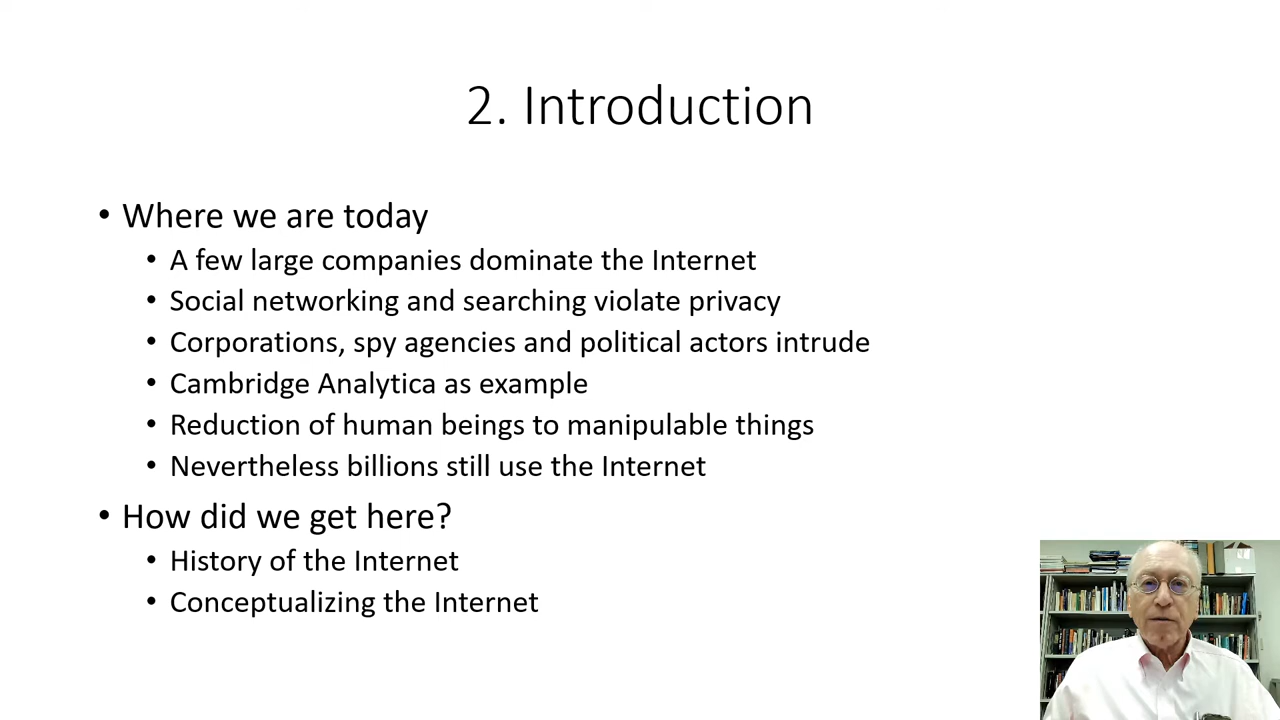 2. Introduction
• Where we are today
• A few large companies dominate the Internet
• Social networking and searching violate privacy
• Corporations, spy agencies and political actors intrude
• Cambridge Analytica as example
• Reduction of human beings to manipulable things
• Nevertheless billions still use the Internet
• How did we get here?
• History of the Internet
• Conceptualizing the Internet